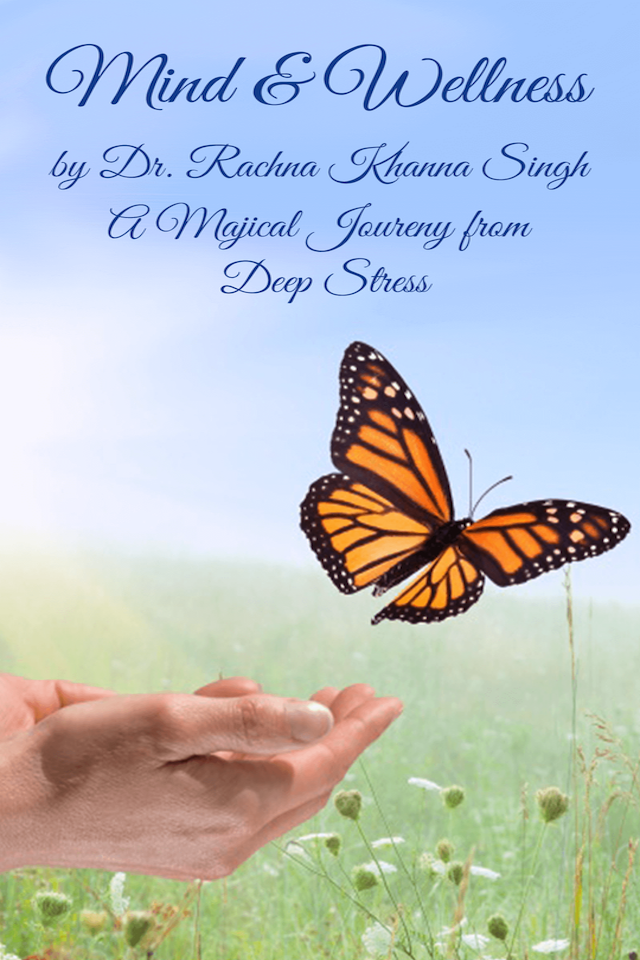 Mind & Wellness
by Dr. Rachna Khanna Singh
A Majical Joureny from
Deep Stress